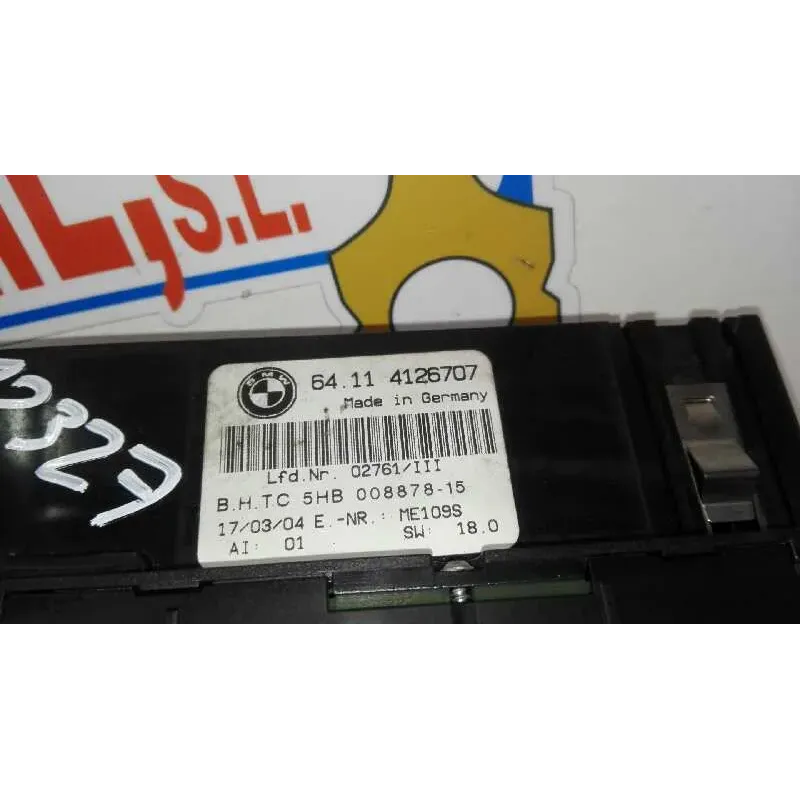 , S.L.
BMW
64.11 4126707
Made in Germany
Lfd.Nr. 02761/III
B.H.TC 5HB 008878-15
17/03/04 E.-NR.: ME109S
AI: 01 SW: 18.0